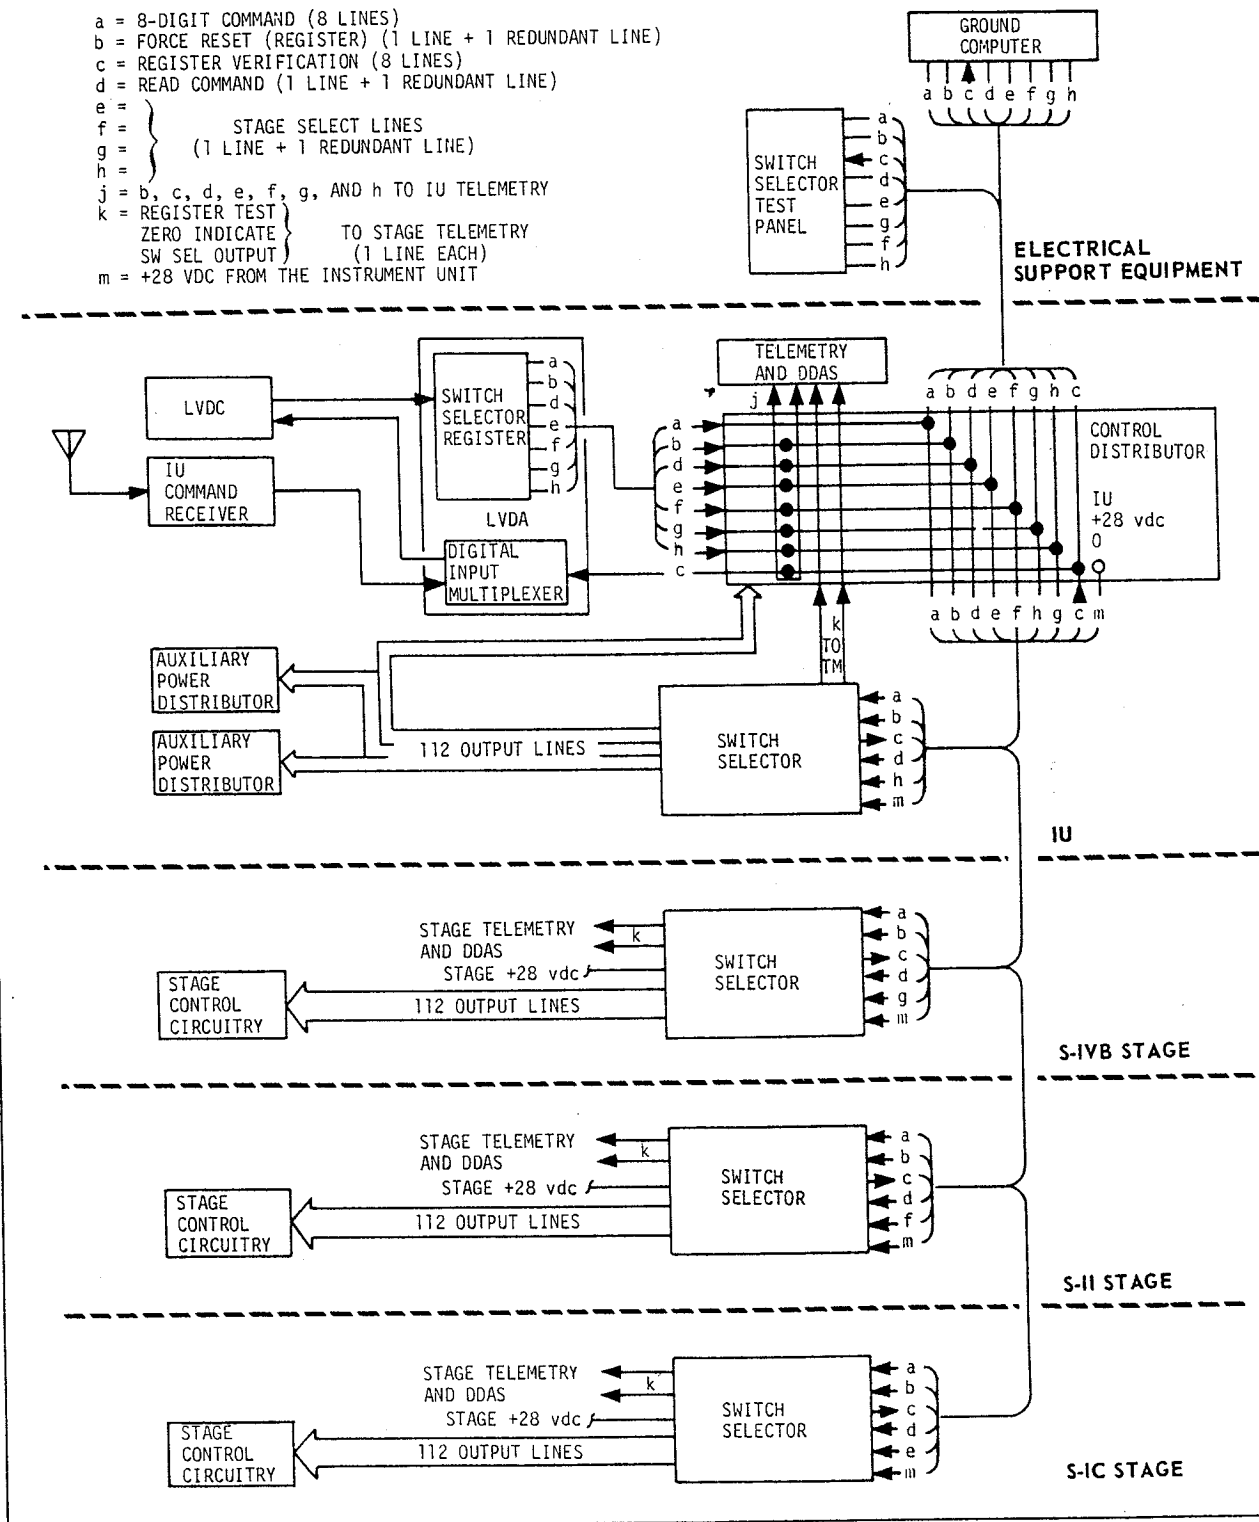 a = 8-DIGIT COMMAND (8 LINES)
b = FORCE RESET (REGISTER) (1 LINE + 1 REDUNDANT LINE)
c = REGISTER VERIFICATION (8 LINES)
d = READ COMMAND (1 LINE + 1 REDUNDANT LINE)
e =
f =
g =
h =
STAGE SELECT LINES
(1 LINE + 1 REDUNDANT LINE)
j = b, c, d, e, f, g, AND h TO IU TELEMETRY
k = REGISTER TEST
ZERO INDICATE
SW SEL OUTPUT
TO STAGE TELEMETRY
(1 LINE EACH)
m = +28 VDC FROM THE INSTRUMENT UNIT
GROUND
COMPUTER
a b c d e f g h
SWITCH
SELECTOR
TEST
PANEL
a
b
c
d
e
g
f
h
ELECTRICAL
SUPPORT EQUIPMENT
LVDC
IU
COMMAND
RECEIVER
SWITCH
SELECTOR
REGISTER
a
b
d
e
f
g
h
LVDA
DIGITAL
INPUT
MULTIPLEXER
TELEMETRY
AND DDAS
j
a
b
d
e
f
g
h
c
a b d e f g h c
CONTROL
DISTRIBUTOR
IU
+28 vdc
O
a b d e f h g c m
k
TO
TM
AUXILIARY
POWER
DISTRIBUTOR
AUXILIARY
POWER
DISTRIBUTOR
112 OUTPUT LINES
SWITCH
SELECTOR
a
b
c
d
h
m
IU
STAGE TELEMETRY
AND DDAS
k
STAGE +28 vdc
112 OUTPUT LINES
STAGE
CONTROL
CIRCUITRY
SWITCH
SELECTOR
a
b
c
d
g
m
S-IVB STAGE
STAGE TELEMETRY
AND DDAS
k
STAGE +28 vdc
112 OUTPUT LINES
STAGE
CONTROL
CIRCUITRY
SWITCH
SELECTOR
a
b
c
d
f
m
S-II STAGE
STAGE TELEMETRY
AND DDAS
k
STAGE +28 vdc
112 OUTPUT LINES
STAGE
CONTROL
CIRCUITRY
SWITCH
SELECTOR
a
b
c
d
e
m
S-IC STAGE